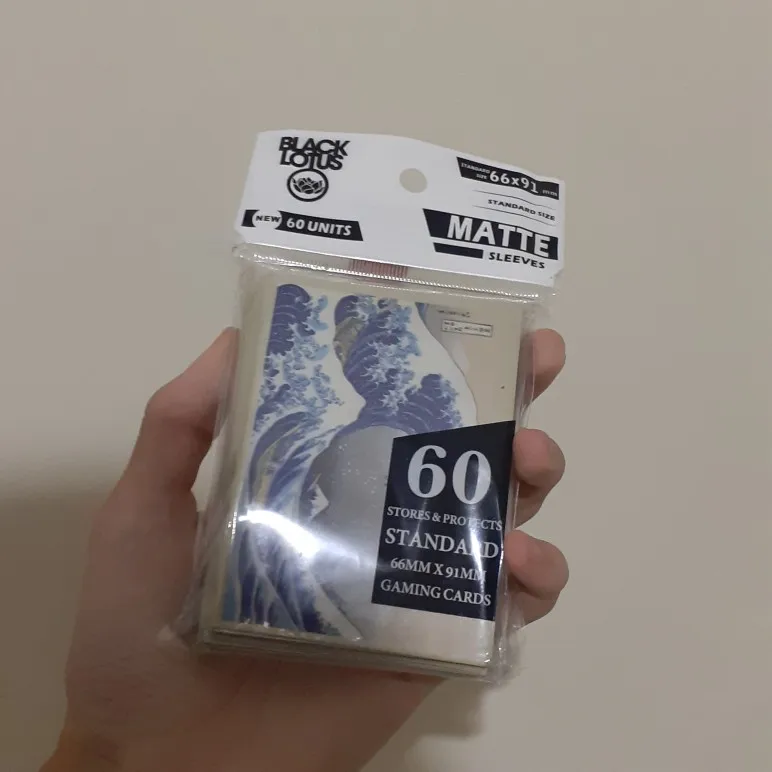 BLACK
LOTUS
NEW 60 UNITS
STANDARD
SIZE 66x91
STANDARD SIZE
MATTE
SLEEVES
60
STORES & PROTECTS
STANDARD
66MM X 91MM
GAMING CARDS